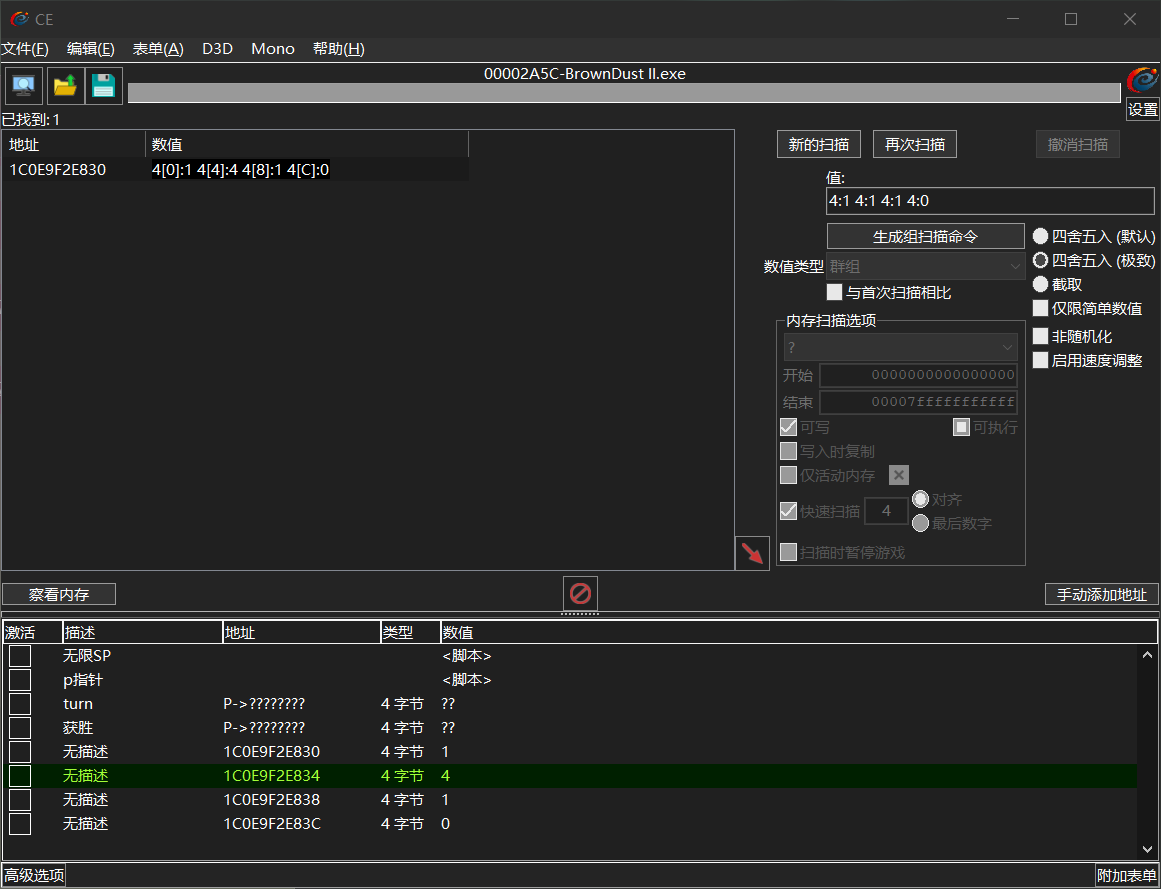 CE
文件(F) 编辑(E) 表单(A) D3D Mono 帮助(H)
00002A5C-BrownDust II.exe
设置
已找到: 1
地址 数值
1C0E9F2E830 4[0]:1 4[4]:4 4[8]:1 4[C]:0
新的扫描 再次扫描 撤消扫描
值:
4:1 4:1 4:1 4:0
生成组扫描命令 四舍五入 (默认)
数值类型 群组 四舍五入 (极致)
与首次扫描相比 截取
仅限简单数值
内存扫描选项 非随机化
? 启用速度调整
开始 0000000000000000
结束 00007fffffffffff
可写 可执行
写入时复制
仅活动内存
快速扫描 4 对齐
最后数字
扫描时暂停游戏
察看内存 手动添加地址
激活 描述 地址 类型 数值
无限SP <脚本>
p指针 <脚本>
turn P->???????? 4 字节 ??
获胜 P->???????? 4 字节 ??
无描述 1C0E9F2E830 4 字节 1
无描述 1C0E9F2E834 4 字节 4
无描述 1C0E9F2E838 4 字节 1
无描述 1C0E9F2E83C 4 字节 0
高级选项 附加表单